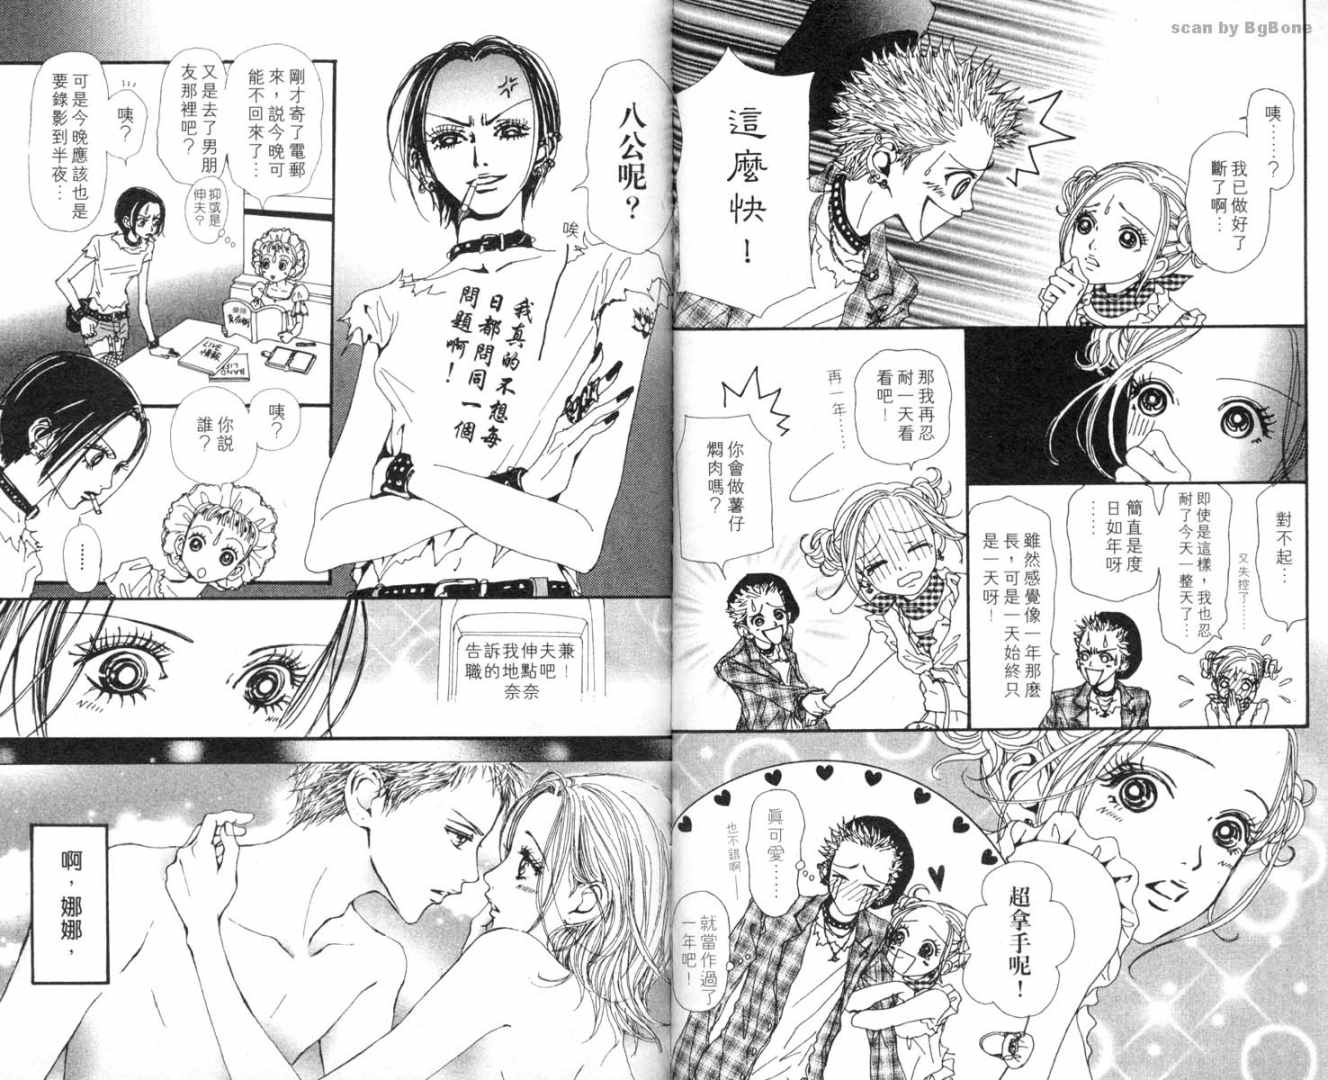 scan by BgBone
咦……？
我已做好了
斷了啊…
這麼快！
對不起…
又失控了……
即使是這樣，我也忍
耐了今天一整天了…
簡直是度
日如年呀
……
雖然感覺像一年那麼
長，可是一天始終只
是一天呀！
那我再忍
耐一天看
看吧！
再一年……
你會做薯仔
燜肉嗎？
超拿手呢！
眞可愛……
也不錯啊──
就當作過了
一年吧！
八公呢？
唉
我真的不想每
日都問同一個
問題啊！
剛才寄了電郵
來，説今晚可
能不回來了…
又是去了男朋
友那裡吧？
抑或是
伸夫？
咦？
可是今晚應該也是
要錄影到半夜…
LIVE
情報
BAND
LIFE
咦？
你説
誰？
……
告訴我伸夫兼
職的地點吧！
奈奈
啊，娜娜，